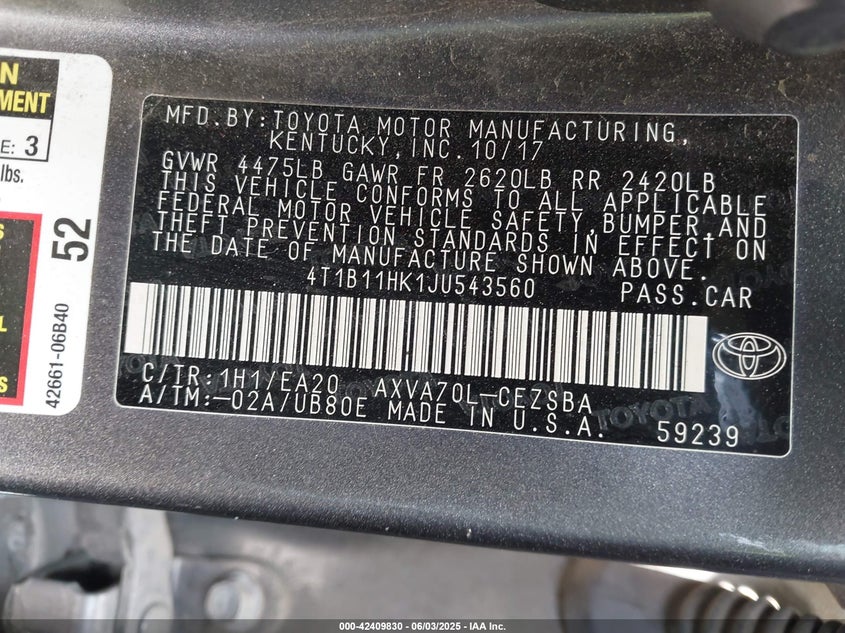 N
MENT
E: 3
lbs.
S
L
S
52
42661-06B40
MFD.BY:TOYOTA MOTOR MANUFACTURING,
KENTUCKY,INC.10/17
GVWR 4475LB GAWR FR 2620LB RR 2420LB
THIS VEHICLE CONFORMS TO ALL APPLICABLE
FEDERAL MOTOR VEHICLE SAFETY,BUMPER,AND
THEFT PREVENTION STANDARDS IN EFFECT ON
THE DATE OF MANUFACTURE SHOWN ABOVE.
4T1B11HK1JU543560 PASS.CAR
C/TR:1H1/EA20 AXVA70L-CEZSBA
A/TM:-02A/UB80E MADE IN U.S.A. 59239
TOYOTA
000-42409830 - 06/03/2025 - IAA Inc.